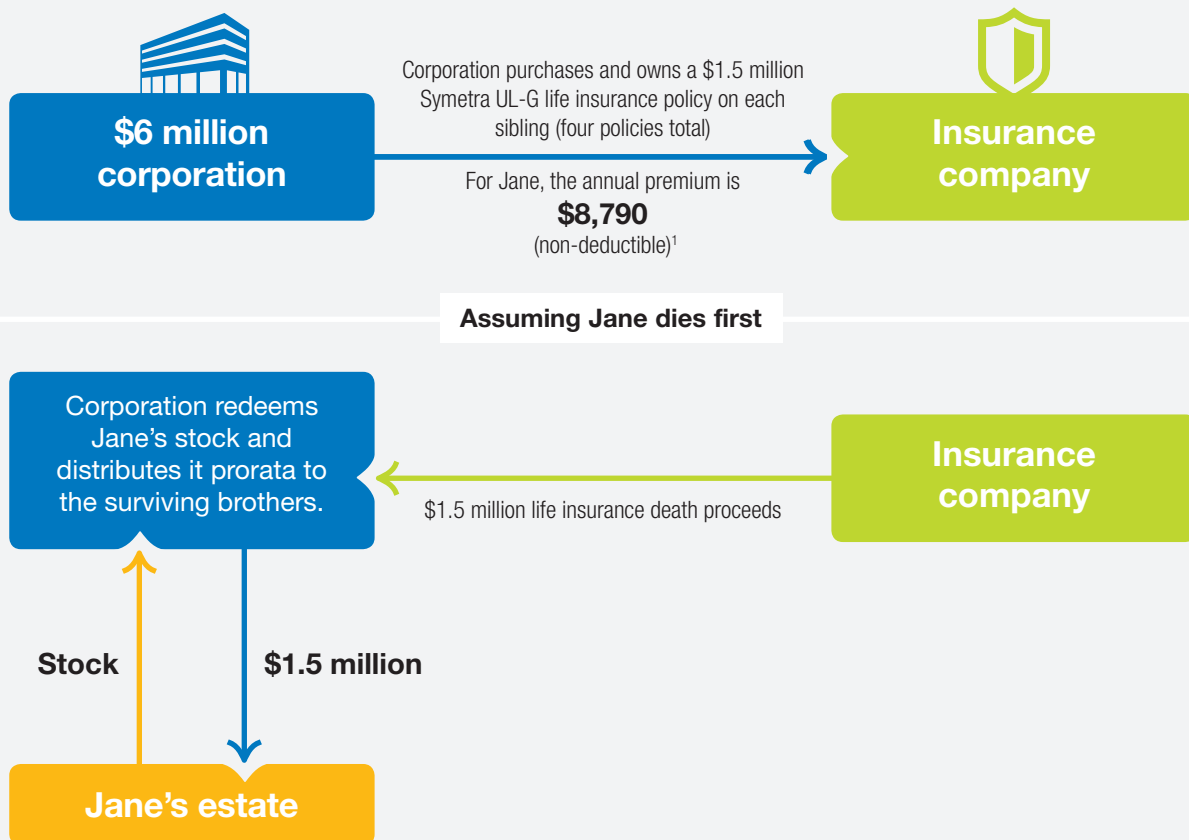 $6 million
corporation
Corporation purchases and owns a $1.5 million
Symetra UL-G life insurance policy on each
sibling (four policies total)
For Jane, the annual premium is
$8,790
(non-deductible)1
Insurance
company
Assuming Jane dies first
Corporation redeems
Jane’s stock and
distributes it prorata to
the surviving brothers.
$1.5 million life insurance death proceeds
Insurance
company
Stock
$1.5 million
Jane’s estate